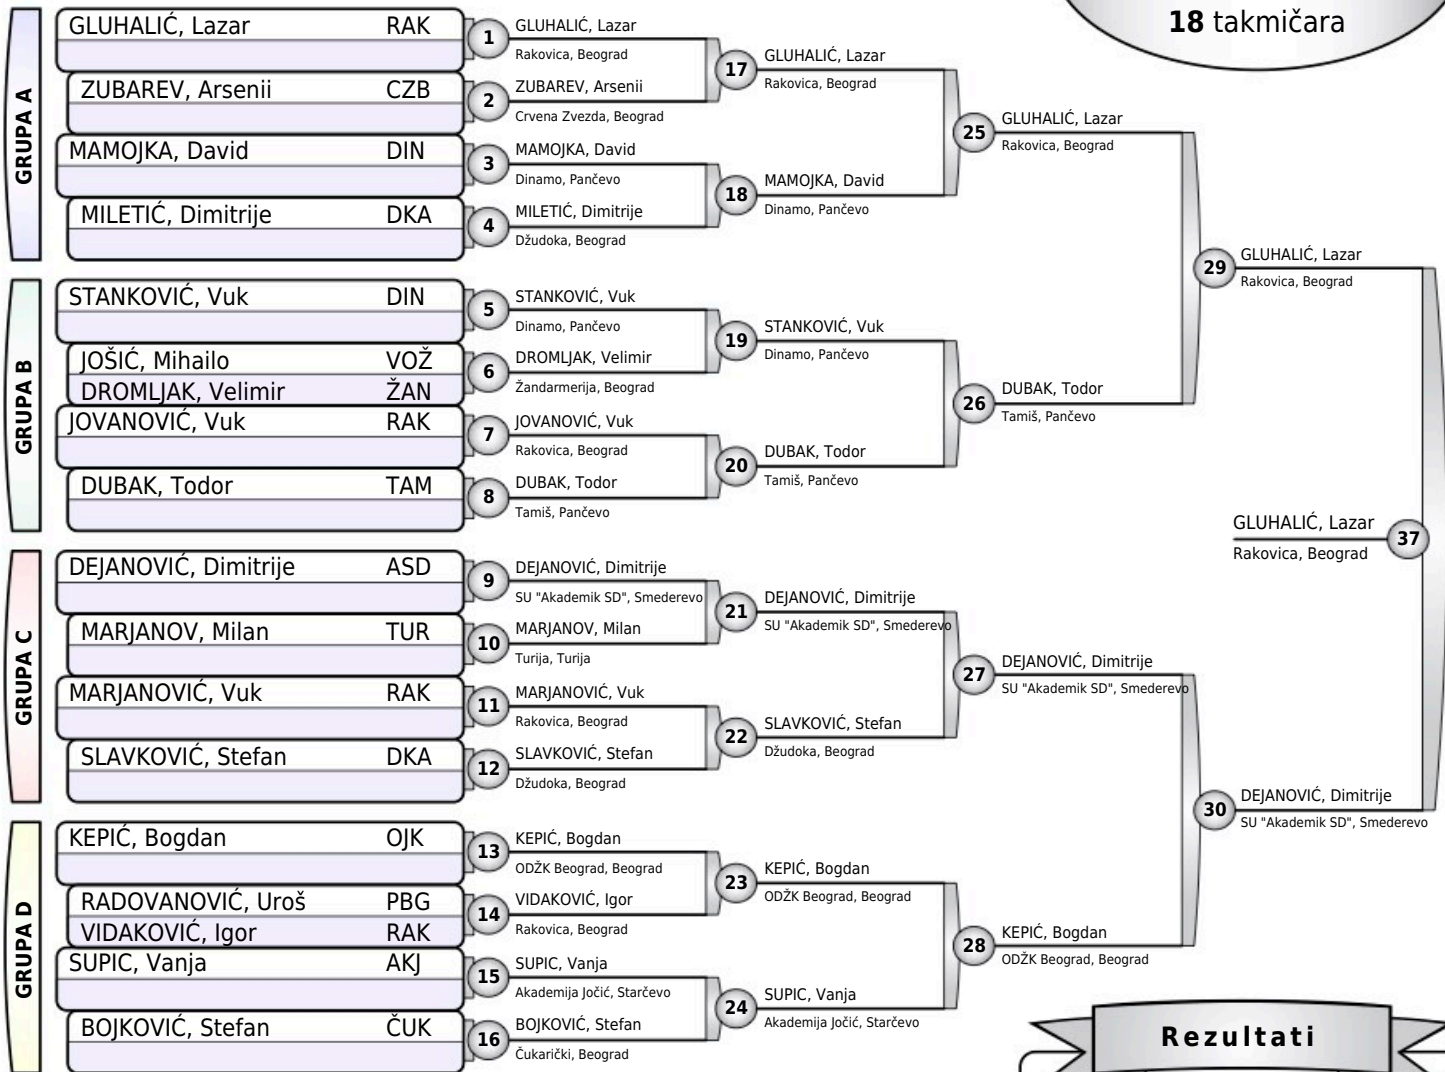 18 takmičara
GRUPA A
GLUHALIĆ, Lazar RAK
ZUBAREV, Arsenii CZB
MAMOJKA, David DIN
MILETIĆ, Dimitrije DKA
GRUPA B
STANKOVIĆ, Vuk DIN
JOŠIĆ, Mihailo VOŽ
DROMLJAK, Velimir ŽAN
JOVANOVIĆ, Vuk RAK
DUBAK, Todor TAM
GRUPA C
DEJANOVIĆ, Dimitrije ASD
MARJANOV, Milan TUR
MARJANOVIĆ, Vuk RAK
SLAVKOVIĆ, Stefan DKA
GRUPA D
KEPIĆ, Bogdan OJK
RADOVANOVIĆ, Uroš PBG
VIDAKOVIĆ, Igor RAK
SUPIC, Vanja AKJ
BOJKOVIĆ, Stefan ČUK
1 GLUHALIĆ, Lazar
Rakovica, Beograd
2 ZUBAREV, Arsenii
Crvena Zvezda, Beograd
3 MAMOJKA, David
Dinamo, Pančevo
4 MILETIĆ, Dimitrije
Džudoka, Beograd
5 STANKOVIĆ, Vuk
Dinamo, Pančevo
6 DROMLJAK, Velimir
Žandarmerija, Beograd
7 JOVANOVIĆ, Vuk
Rakovica, Beograd
8 DUBAK, Todor
Tamiš, Pančevo
9 DEJANOVIĆ, Dimitrije
SU "Akademik SD", Smederevo
10 MARJANOV, Milan
Turija, Turija
11 MARJANOVIĆ, Vuk
Rakovica, Beograd
12 SLAVKOVIĆ, Stefan
Džudoka, Beograd
13 KEPIĆ, Bogdan
ODŽK Beograd, Beograd
14 VIDAKOVIĆ, Igor
Rakovica, Beograd
15 SUPIC, Vanja
Akademija Jočić, Starčevo
16 BOJKOVIĆ, Stefan
Čukarički, Beograd
17 GLUHALIĆ, Lazar
Rakovica, Beograd
18 MAMOJKA, David
Dinamo, Pančevo
19 STANKOVIĆ, Vuk
Dinamo, Pančevo
20 DUBAK, Todor
Tamiš, Pančevo
21 DEJANOVIĆ, Dimitrije
SU "Akademik SD", Smederevo
22 SLAVKOVIĆ, Stefan
Džudoka, Beograd
23 KEPIĆ, Bogdan
ODŽK Beograd, Beograd
24 SUPIC, Vanja
Akademija Jočić, Starčevo
25 GLUHALIĆ, Lazar
Rakovica, Beograd
26 DUBAK, Todor
Tamiš, Pančevo
27 DEJANOVIĆ, Dimitrije
SU "Akademik SD", Smederevo
28 KEPIĆ, Bogdan
ODŽK Beograd, Beograd
29 GLUHALIĆ, Lazar
Rakovica, Beograd
30 DEJANOVIĆ, Dimitrije
SU "Akademik SD", Smederevo
GLUHALIĆ, Lazar 37
Rakovica, Beograd
Rezultati